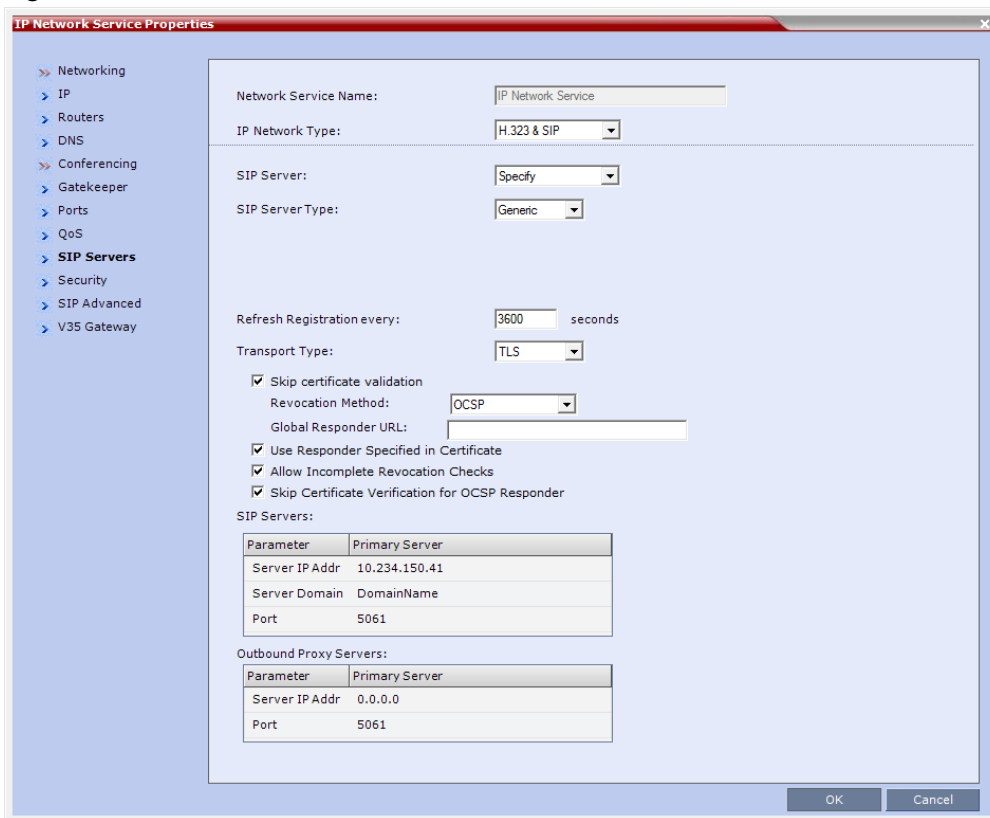 IP Network Service Properties
Networking
IP
Routers
DNS
Conferencing
Gatekeeper
Ports
QoS
SIP Servers
Security
SIP Advanced
V35 Gateway
Network Service Name: IP Network Service
IP Network Type: H.323 & SIP
SIP Server: Specify
SIP Server Type: Generic
Refresh Registration every: 3600 seconds
Transport Type: TLS
Skip certificate validation
Revocation Method: OCSP
Global Responder URL:
Use Responder Specified in Certificate
Allow Incomplete Revocation Checks
Skip Certificate Verification for OCSP Responder
SIP Servers:
Parameter Primary Server
Server IP Addr 10.234.150.41
Server Domain DomainName
Port 5061
Outbound Proxy Servers:
Parameter Primary Server
Server IP Addr 0.0.0.0
Port 5061
OK Cancel